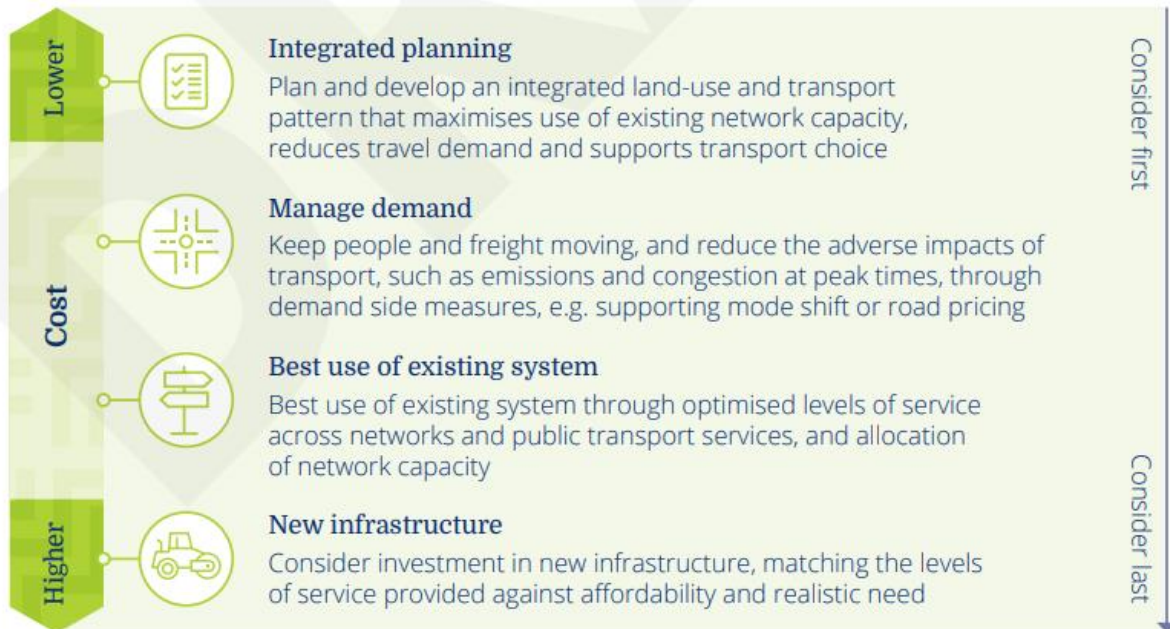 Lower
Cost
Higher
Integrated planning
Plan and develop an integrated land-use and transport
pattern that maximises use of existing network capacity,
reduces travel demand and supports transport choice
Manage demand
Keep people and freight moving, and reduce the adverse impacts of
transport, such as emissions and congestion at peak times, through
demand side measures, e.g. supporting mode shift or road pricing
Best use of existing system
Best use of existing system through optimised levels of service
across networks and public transport services, and allocation
of network capacity
New infrastructure
Consider investment in new infrastructure, matching the levels
of service provided against affordability and realistic need
Consider first
Consider last